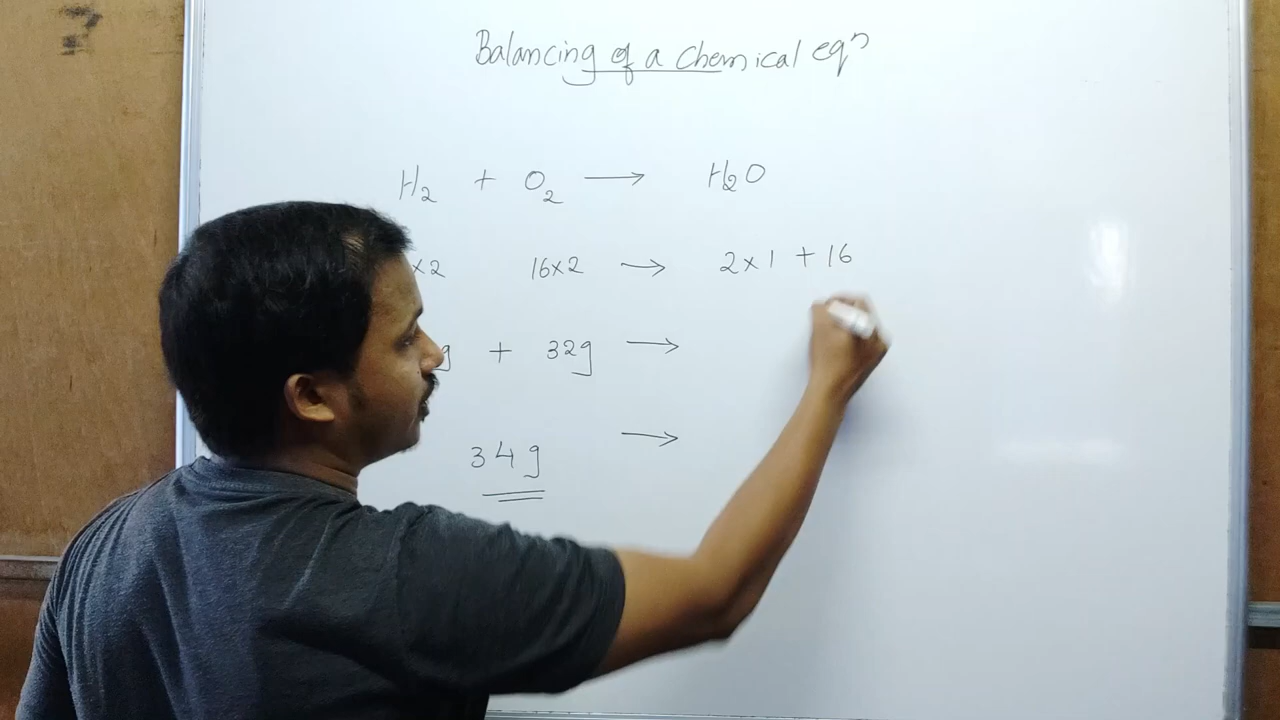 Balancing of a chemical eqn
H2 + O2 → H2O
×2 16×2 → 2×1 + 16
g + 32g →
34g →